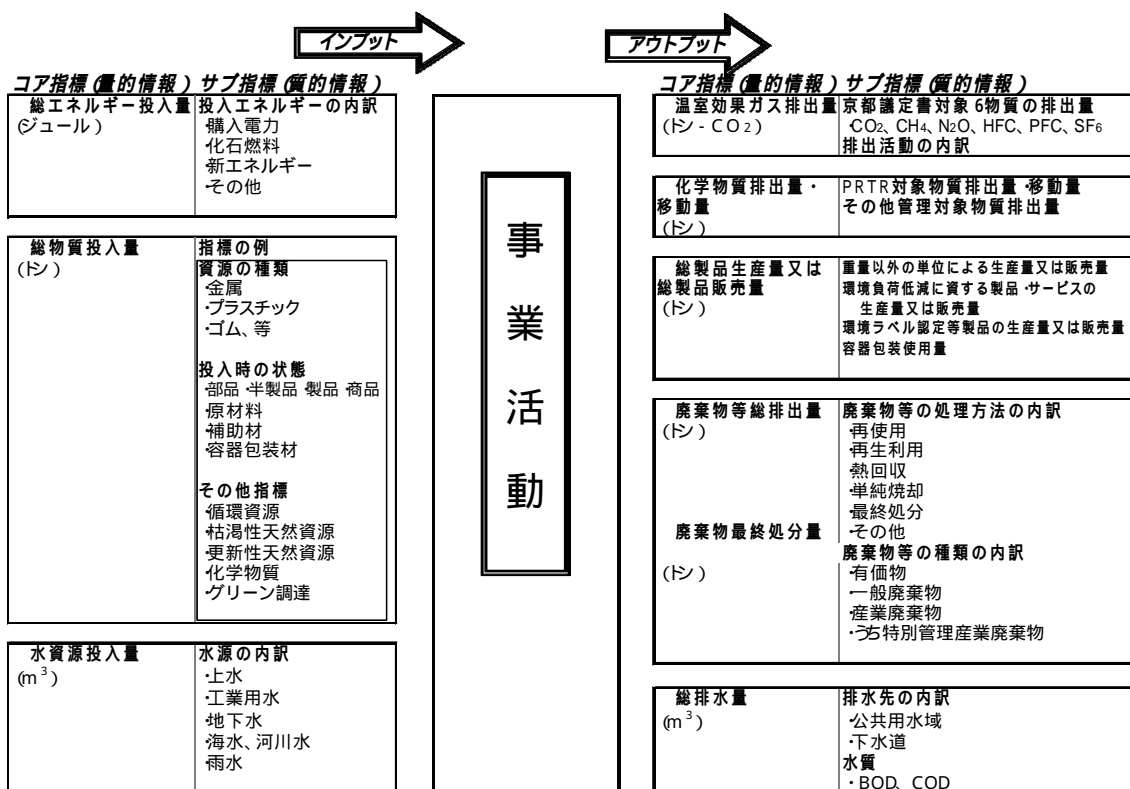 インプット
アウトプット
コア指標(量的情報) サブ指標(質的情報)
総エネルギー投入量
(ジュール)
投入エネルギーの内訳
・購入電力
・化石燃料
・新エネルギー
・その他
総物質投入量
(トン)
指標の例
資源の種類
・金属
・プラスチック
・ゴム、等
投入時の状態
・部品・半製品・製品・商品
・原材料
・補助材
・容器包装材
その他指標
・循環資源
・枯渇性天然資源
・更新性天然資源
・化学物質
・グリーン調達
水資源投入量
(m³)
水源の内訳
・上水
・工業用水
・地下水
・海水、河川水
・雨水
事業活動
コア指標(量的情報) サブ指標(質的情報)
温室効果ガス排出量
(トン-CO₂)
京都議定書対象6物質の排出量
・CO₂、CH₄、N₂O、HFC、PFC、SF₆
排出活動の内訳
化学物質排出量・
移動量
(トン)
PRTR対象物質排出量・移動量
その他管理対象物質排出量
総製品生産量又は
総製品販売量
(トン)
重量以外の単位による生産量又は販売量
環境負荷低減に資する製品・サービスの
生産量又は販売量
環境ラベル認定等製品の生産量又は販売量
容器包装使用量
廃棄物等総排出量
(トン)
廃棄物等の処理方法の内訳
・再使用
・再生利用
・熱回収
・単純焼却
・最終処分
・その他
廃棄物最終処分量
(トン)
廃棄物等の種類の内訳
・有価物
・一般廃棄物
・産業廃棄物
・うち特別管理産業廃棄物
総排水量
(m³)
排水先の内訳
・公共用水域
・下水道
水質
・BOD、COD